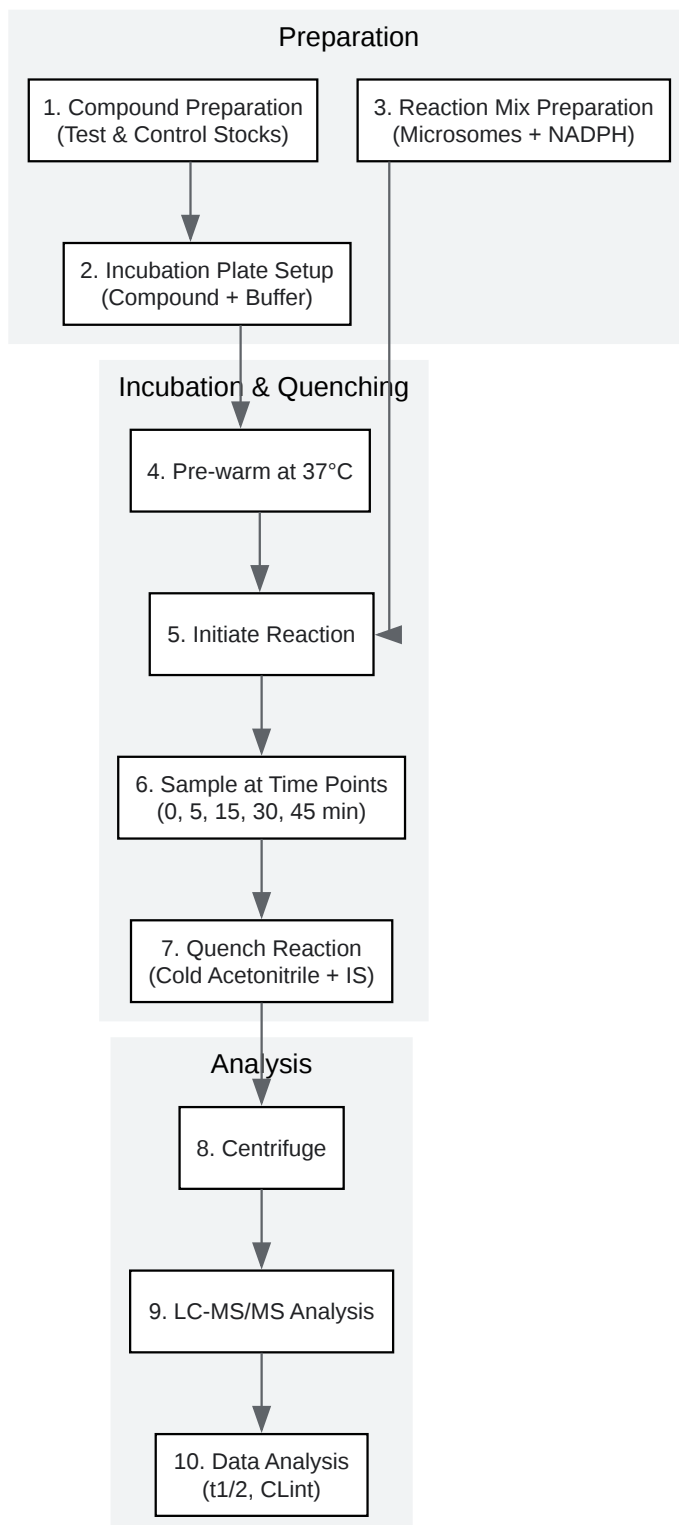 Preparation
1. Compound Preparation
(Test & Control Stocks)
3. Reaction Mix Preparation
(Microsomes + NADPH)
2. Incubation Plate Setup
(Compound + Buffer)
Incubation & Quenching
4. Pre-warm at 37°C
5. Initiate Reaction
6. Sample at Time Points
(0, 5, 15, 30, 45 min)
7. Quench Reaction
(Cold Acetonitrile + IS)
Analysis
8. Centrifuge
9. LC-MS/MS Analysis
10. Data Analysis
(t1/2, CLint)